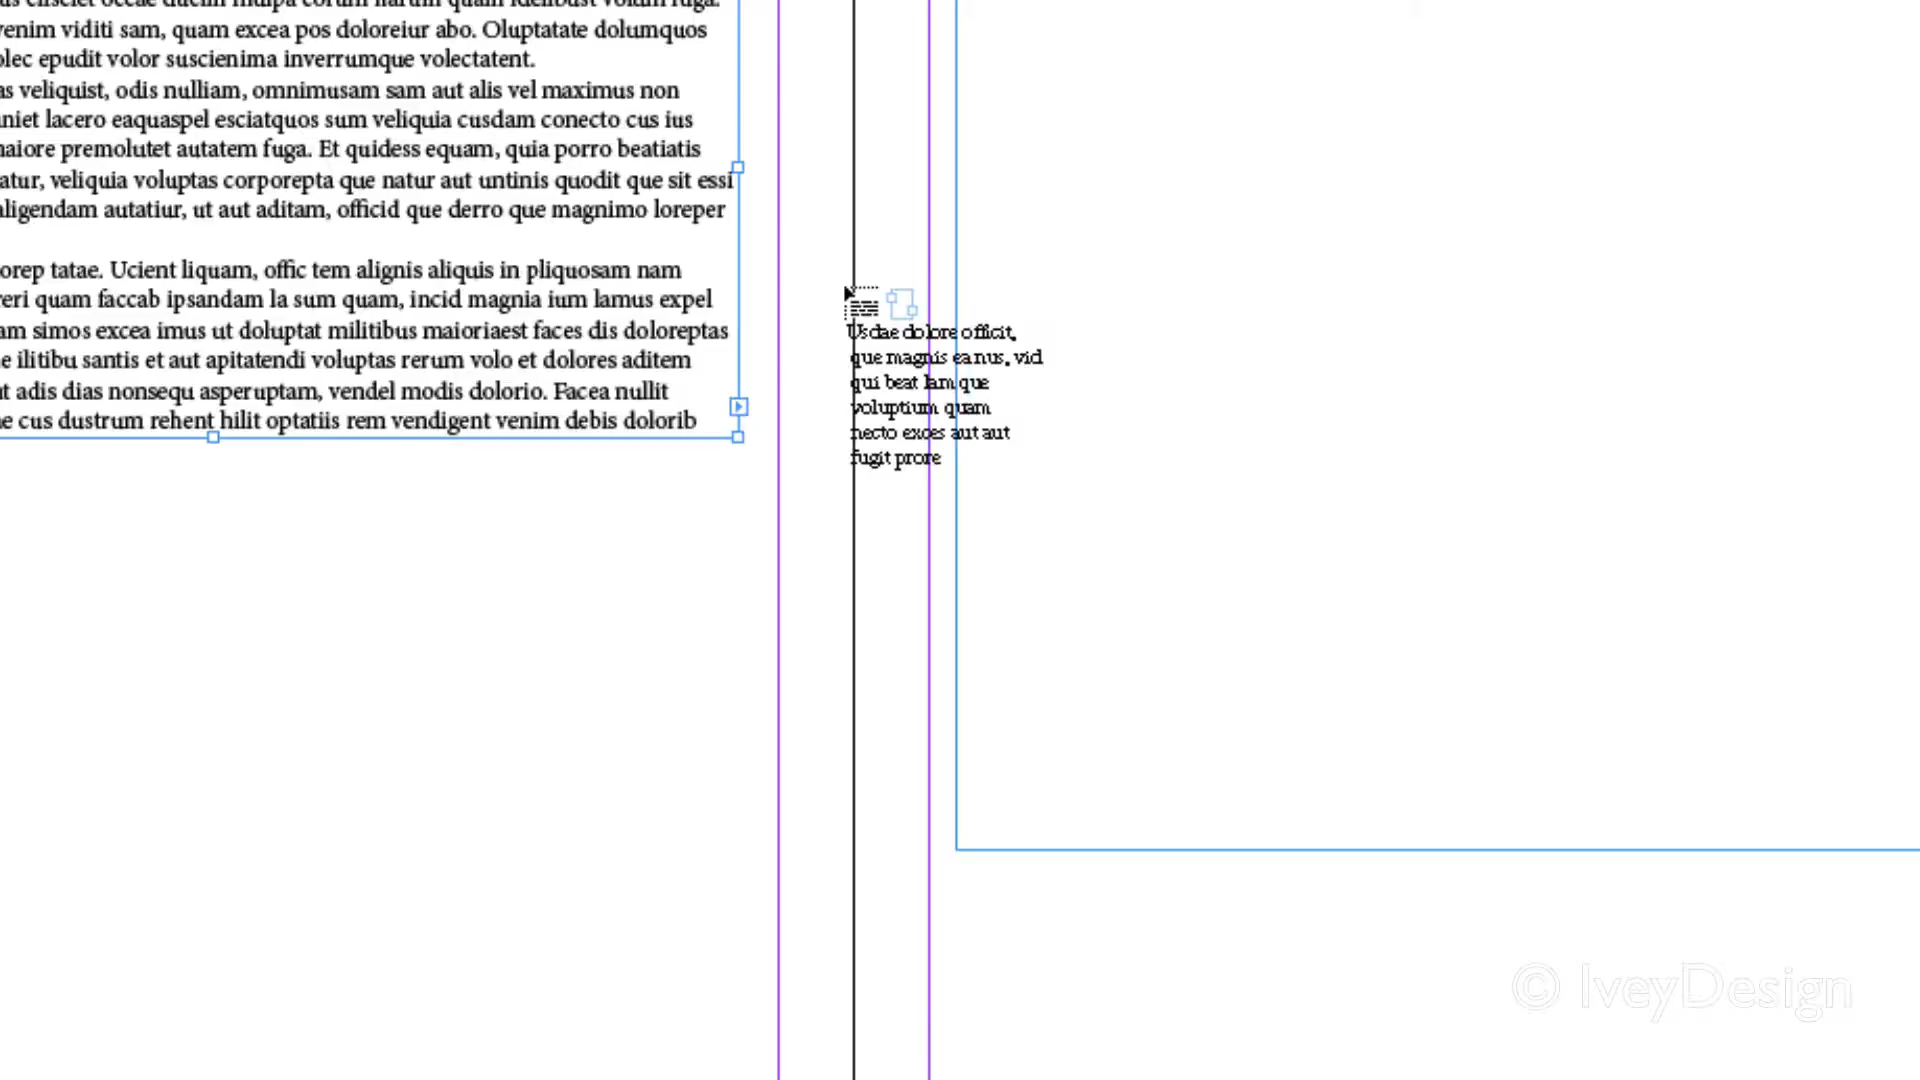 venim viditi sam, quam excea pos doloreiur abo. Oluptatate dolumquos
olec epudit volor suscienima inverrumque volectatent.
as veliquist, odis nulliam, omnimusam sam aut alis vel maximus non
niet lacero eaquaspel esciatquos sum veliquia cusdam conecto cus ius
naiore premolutet autatem fuga. Et quidess equam, quia porro beatiatis
atur, veliquia voluptas corporepta que natur aut untinis quodit que sit essi
aligendam autatiur, ut aut aditam, officid que derro que magnimo loreper
orep tatae. Ucient liquam, offic tem alignis aliquis in pliquosam nam
reri quam faccab ipsandam la sum quam, incid magnia ium lamus expel
am simos excea imus ut doluptat militibus maioriaest faces dis doloreptas
e ilitibu santis et aut apitatendi voluptas rerum volo et dolores aditem
at adis dias nonsequ asperuptam, vendel modis dolorio. Facea nullit
e cus dustrum rehent hilit optatiis rem vendigent venim debis dolorib
Usdae dolore officit,
que magnis ea nus, vid
qui beat lam que
voluptium quam
necto exces aut aut
fugit prore
© IveyDesign